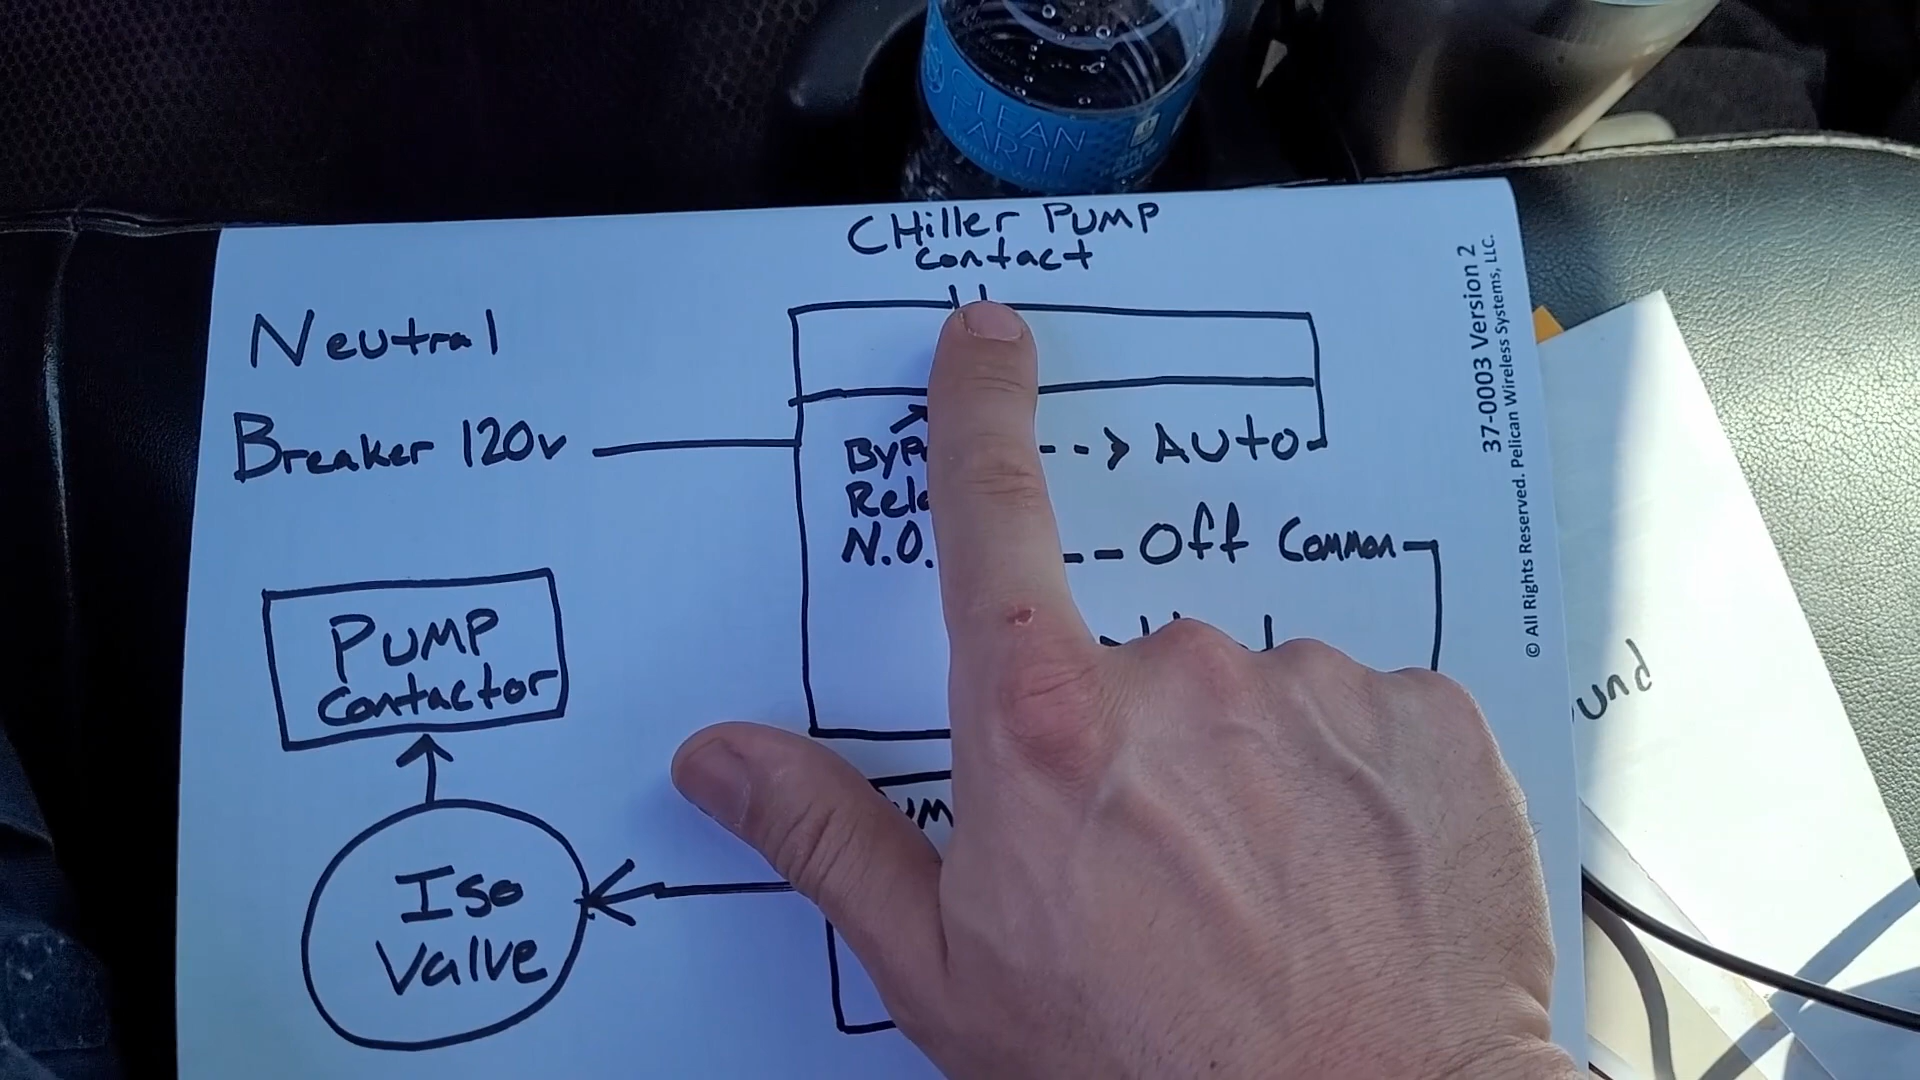 CLEAN
EARTH
CHiller PUMP
contact
Neutral
Breaker 120v
Auto
N.O.
Off Common
PUMP
contactor
Iso
Valve
37-0003 Version 2
© All Rights Reserved. Pelican Wireless Systems, LLC.